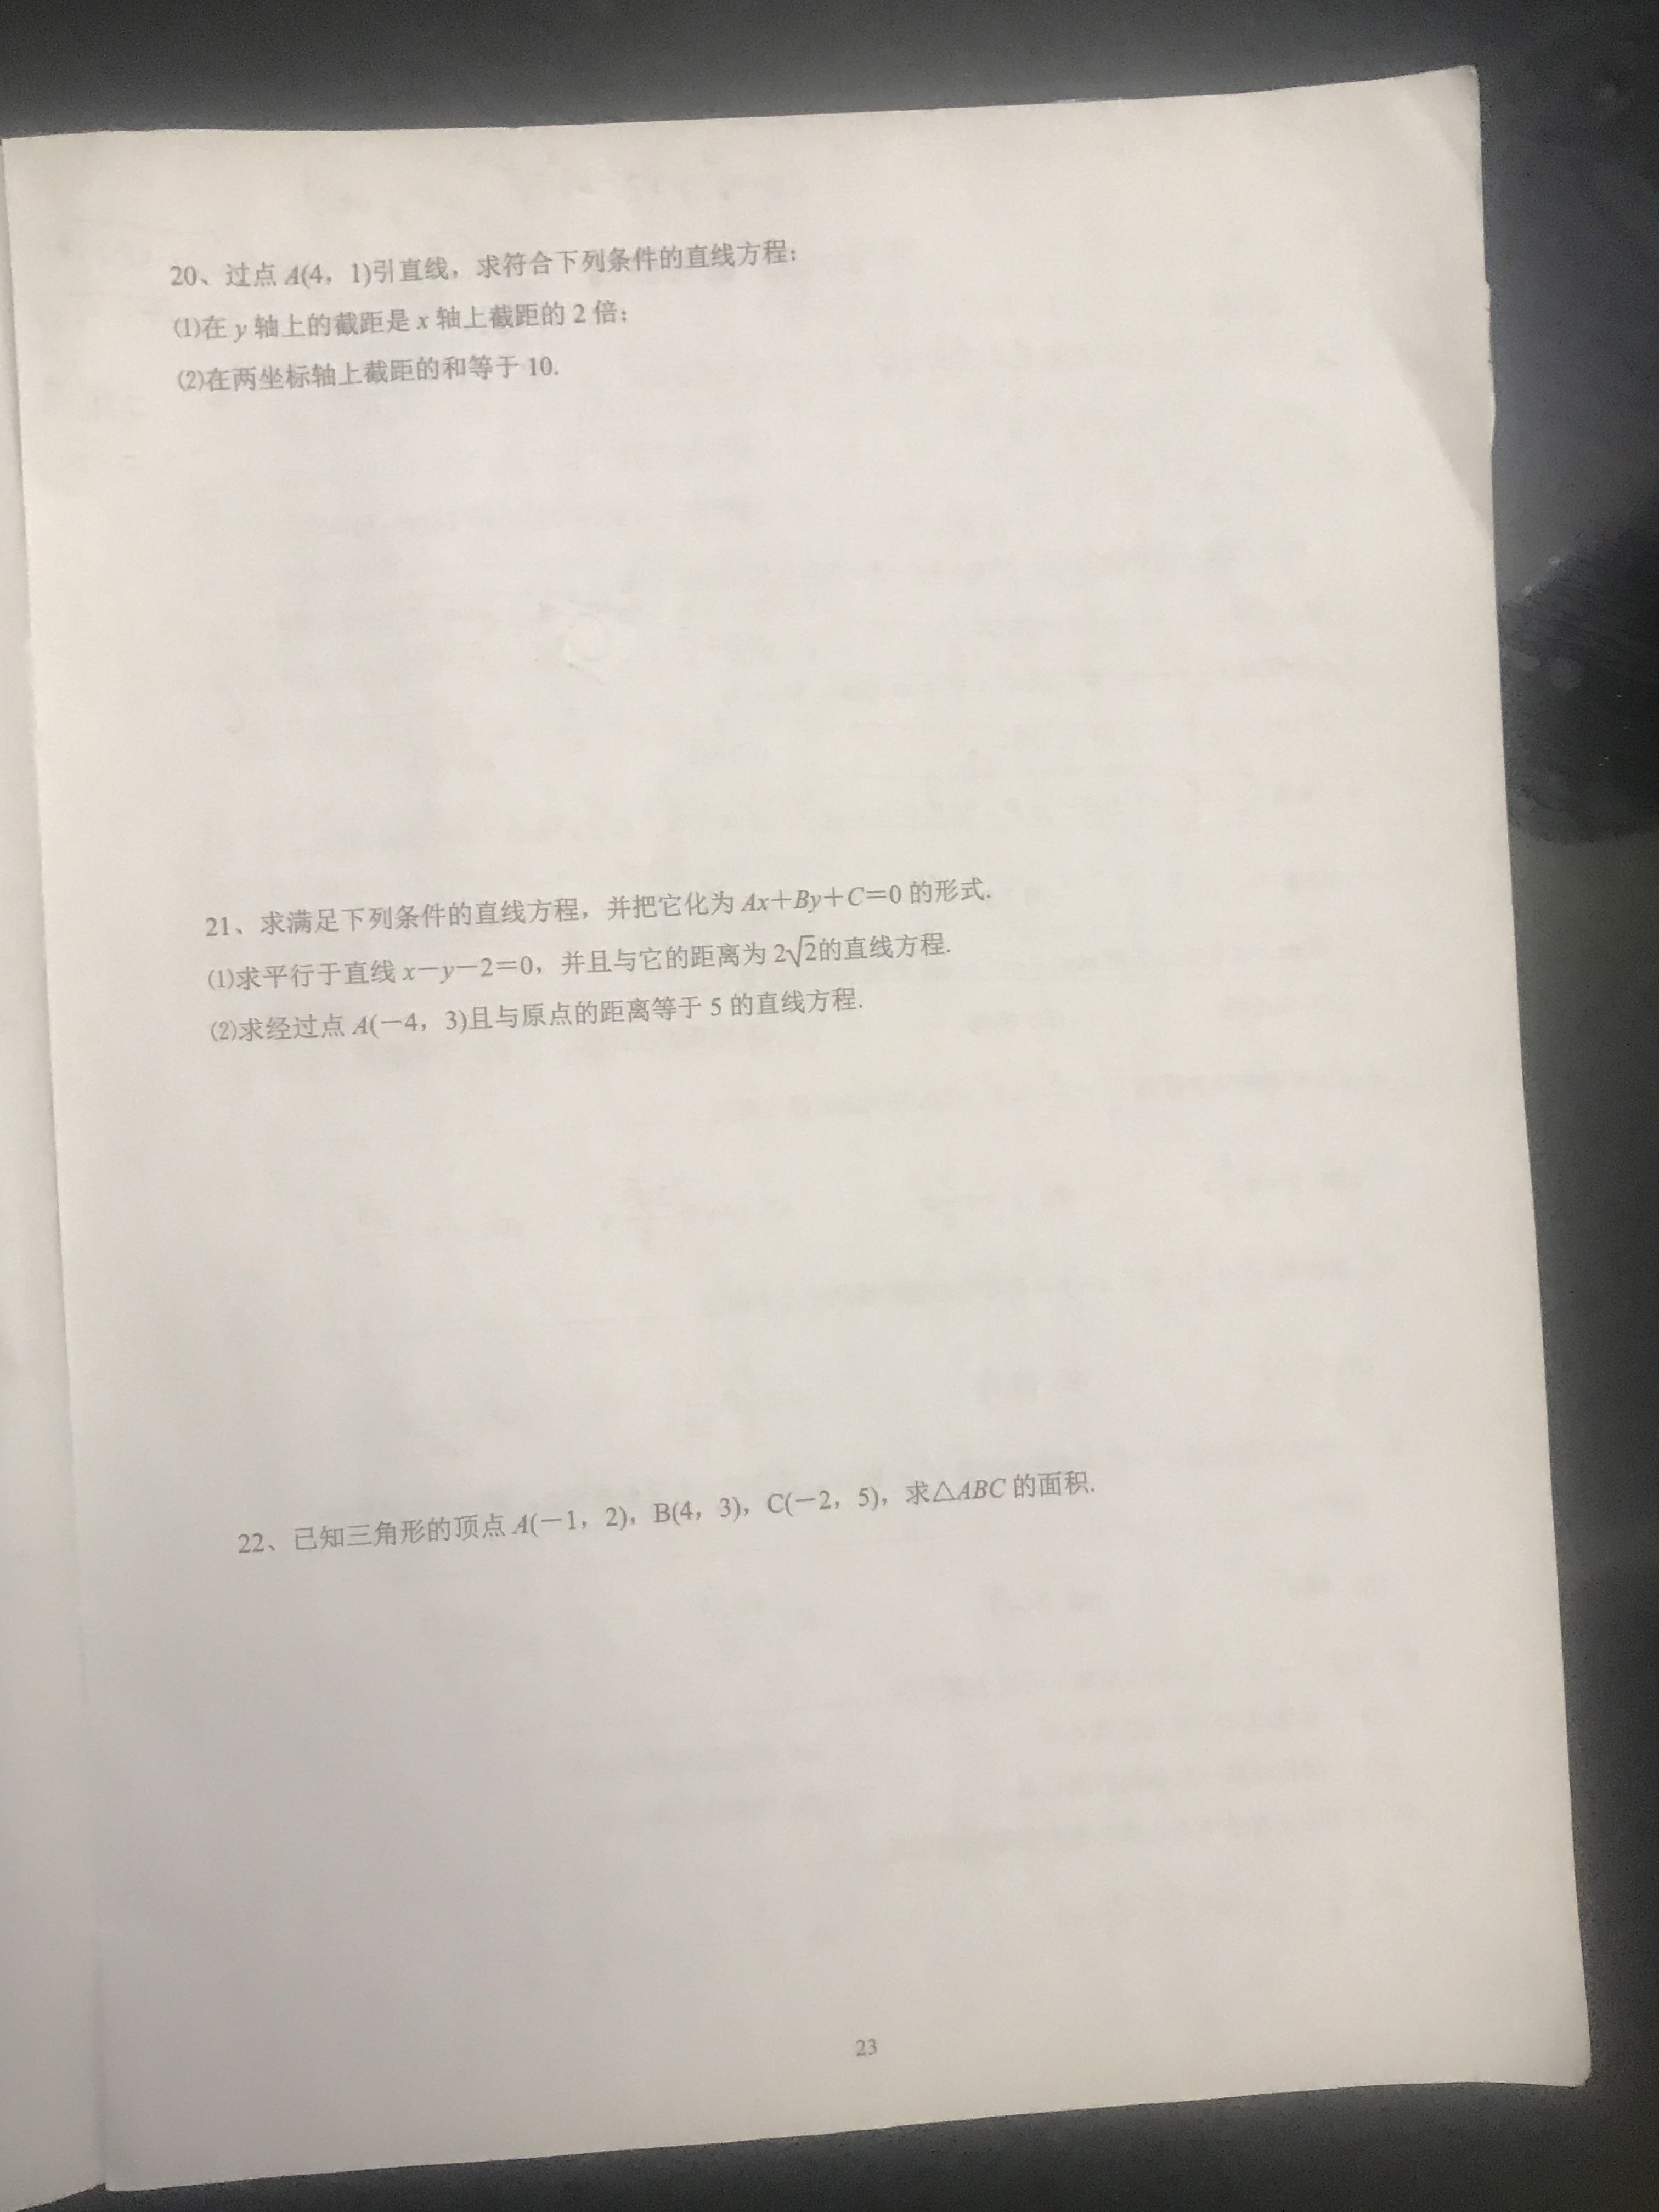 20、过点 A(4，1)引直线，求符合下列条件的直线方程：
⑴在 y 轴上的截距是 x 轴上截距的 2 倍；
⑵在两坐标轴上截距的和等于 10.
21、求满足下列条件的直线方程，并把它化为 Ax＋By＋C＝0 的形式.
⑴求平行于直线 x－y－2＝0，并且与它的距离为 2√2的直线方程.
⑵求经过点 A(－4，3)且与原点的距离等于 5 的直线方程.
22、已知三角形的顶点 A(－1，2)，B(4，3)，C(－2，5)，求△ABC 的面积.
23